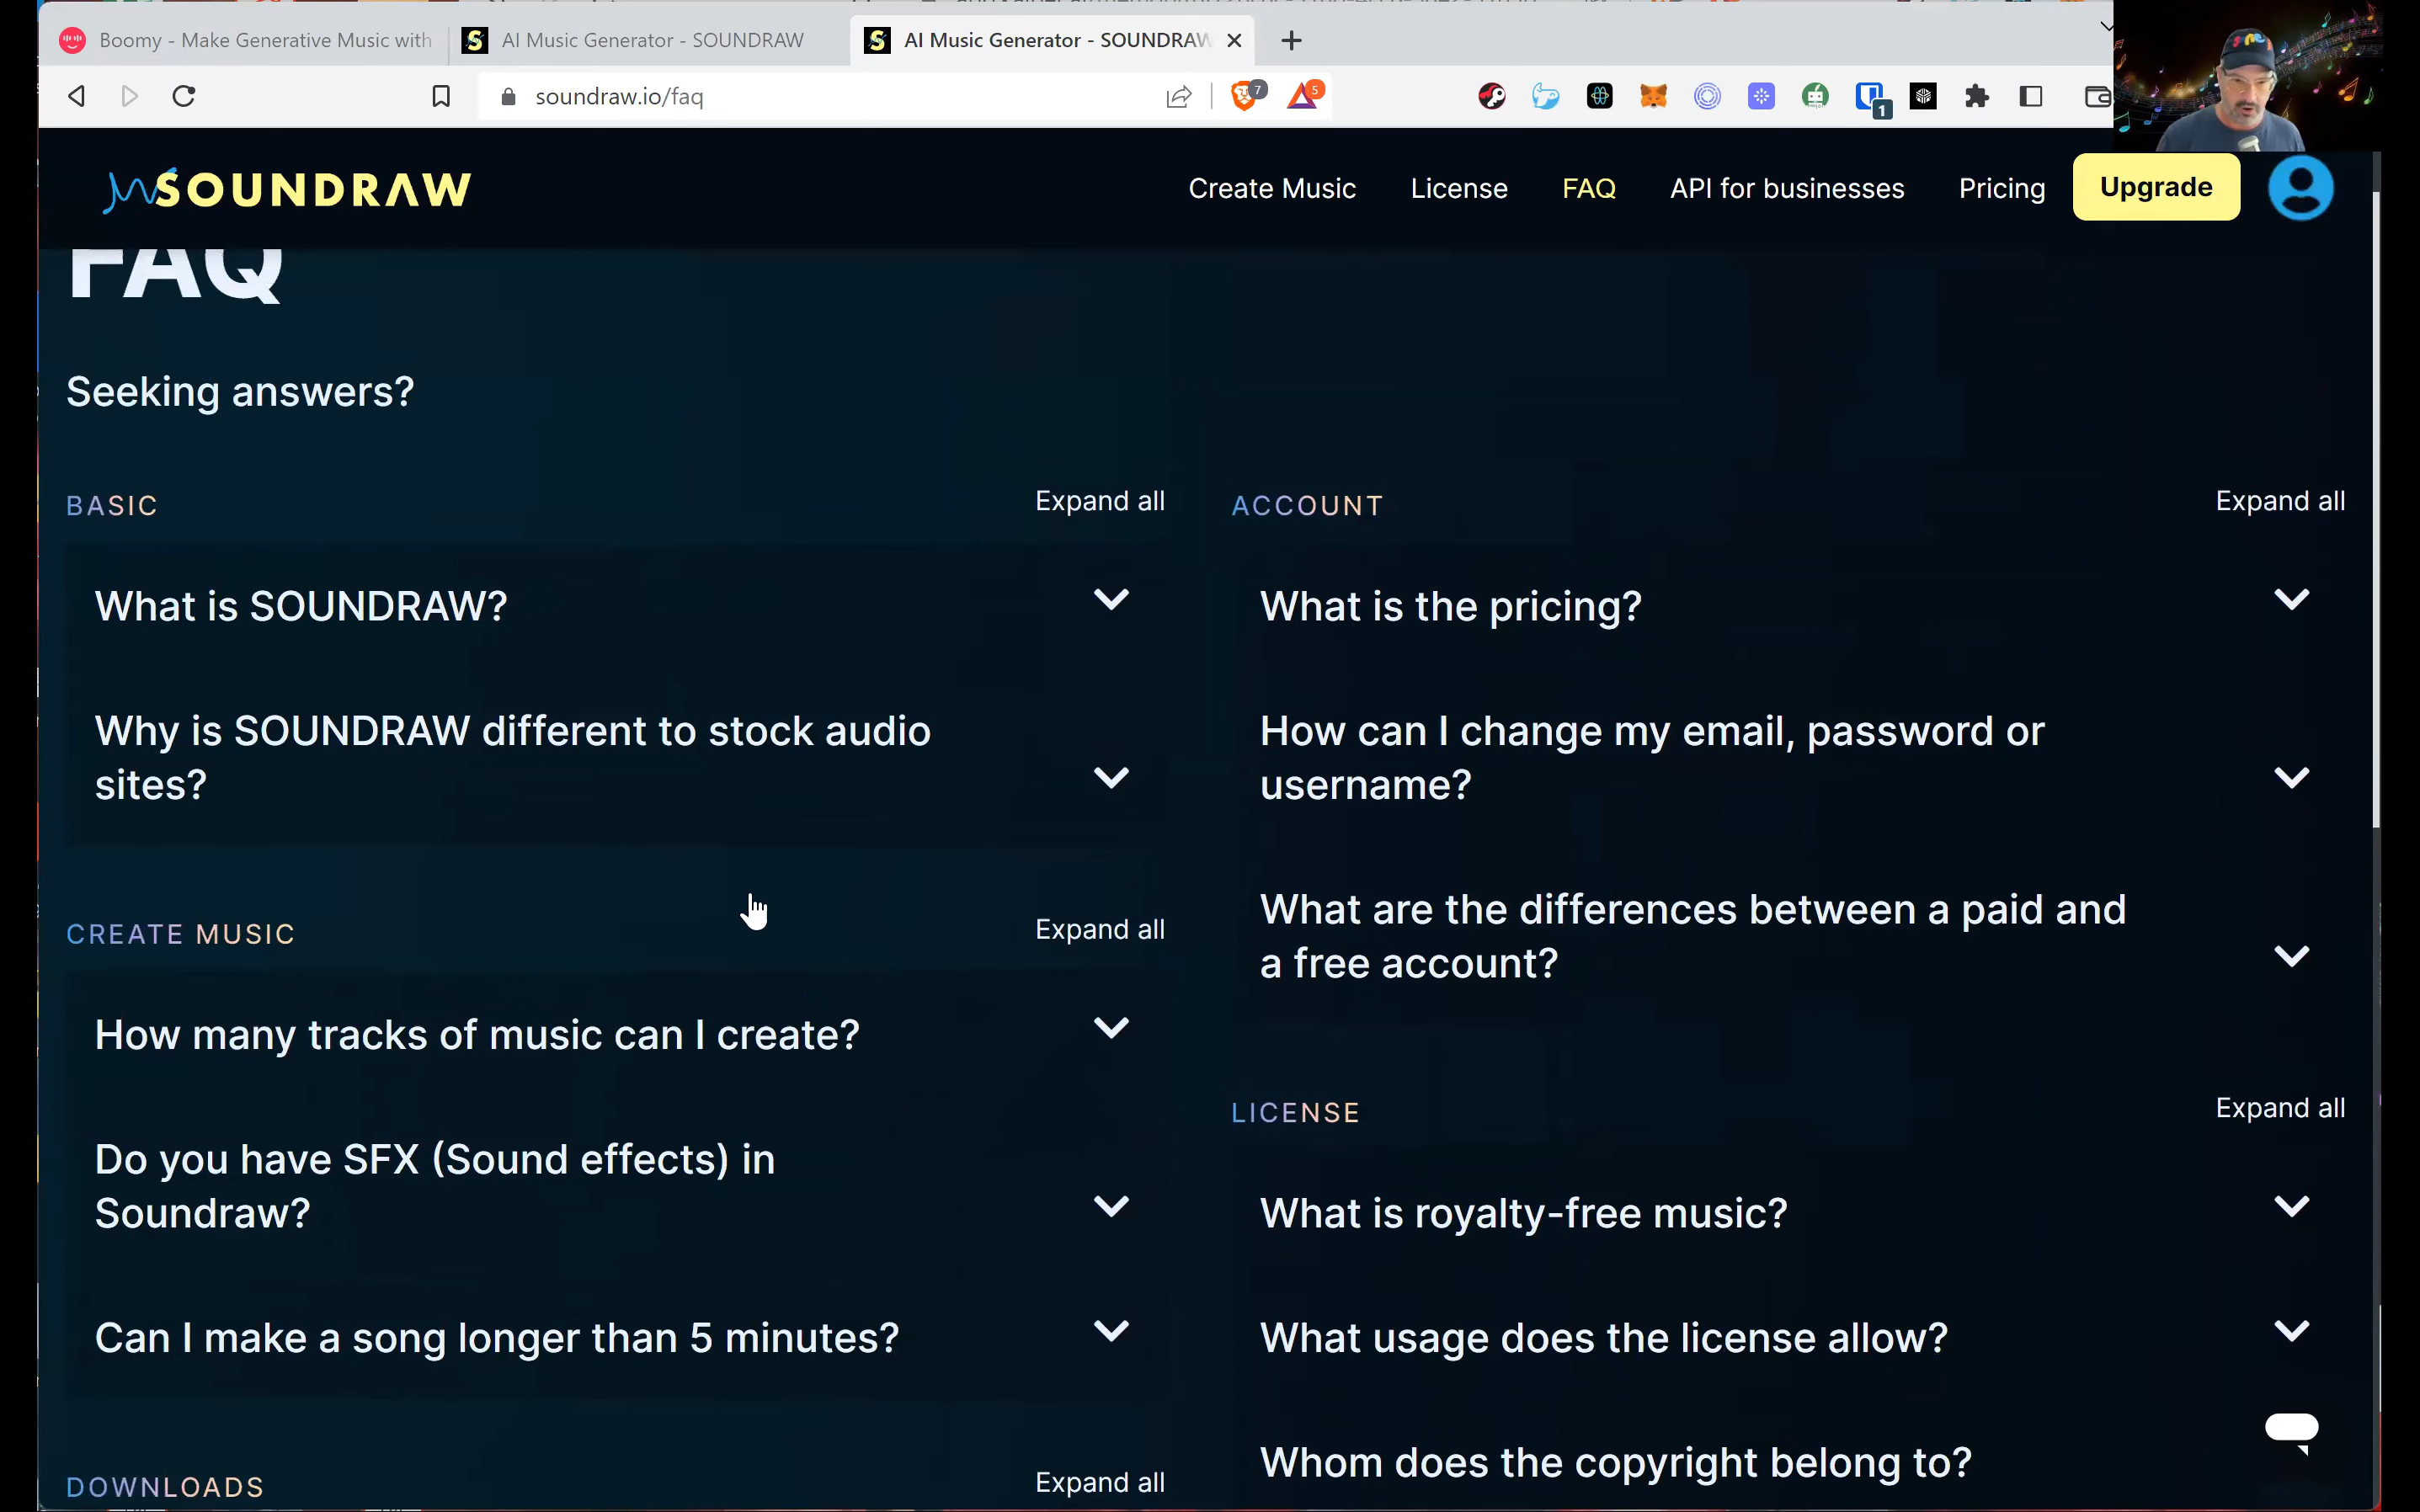 Boomy - Make Generative Music with
AI Music Generator - SOUNDRAW
AI Music Generator - SOUNDRAW
soundraw.io/faq
7
5
1
SOUNDRAW
Create Music
License
FAQ
API for businesses
Pricing
Upgrade
FAQ
Seeking answers?
BASIC
Expand all
What is SOUNDRAW?
Why is SOUNDRAW different to stock audio
sites?
CREATE MUSIC
Expand all
How many tracks of music can I create?
Do you have SFX (Sound effects) in
Soundraw?
Can I make a song longer than 5 minutes?
DOWNLOADS
Expand all
ACCOUNT
Expand all
What is the pricing?
How can I change my email, password or
username?
What are the differences between a paid and
a free account?
LICENSE
Expand all
What is royalty-free music?
What usage does the license allow?
Whom does the copyright belong to?